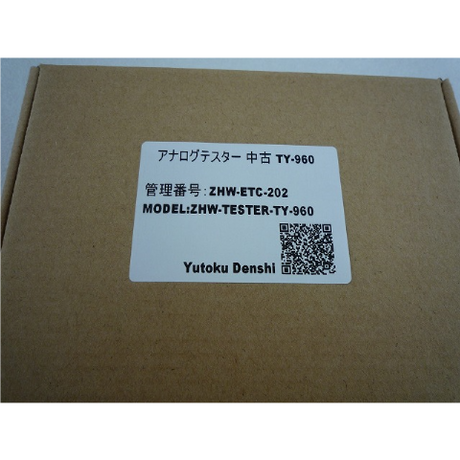 アナログテスター 中古 TY-960
管理番号:ZHW-ETC-202
MODEL:ZHW-TESTER-TY-960
Yutoku Denshi